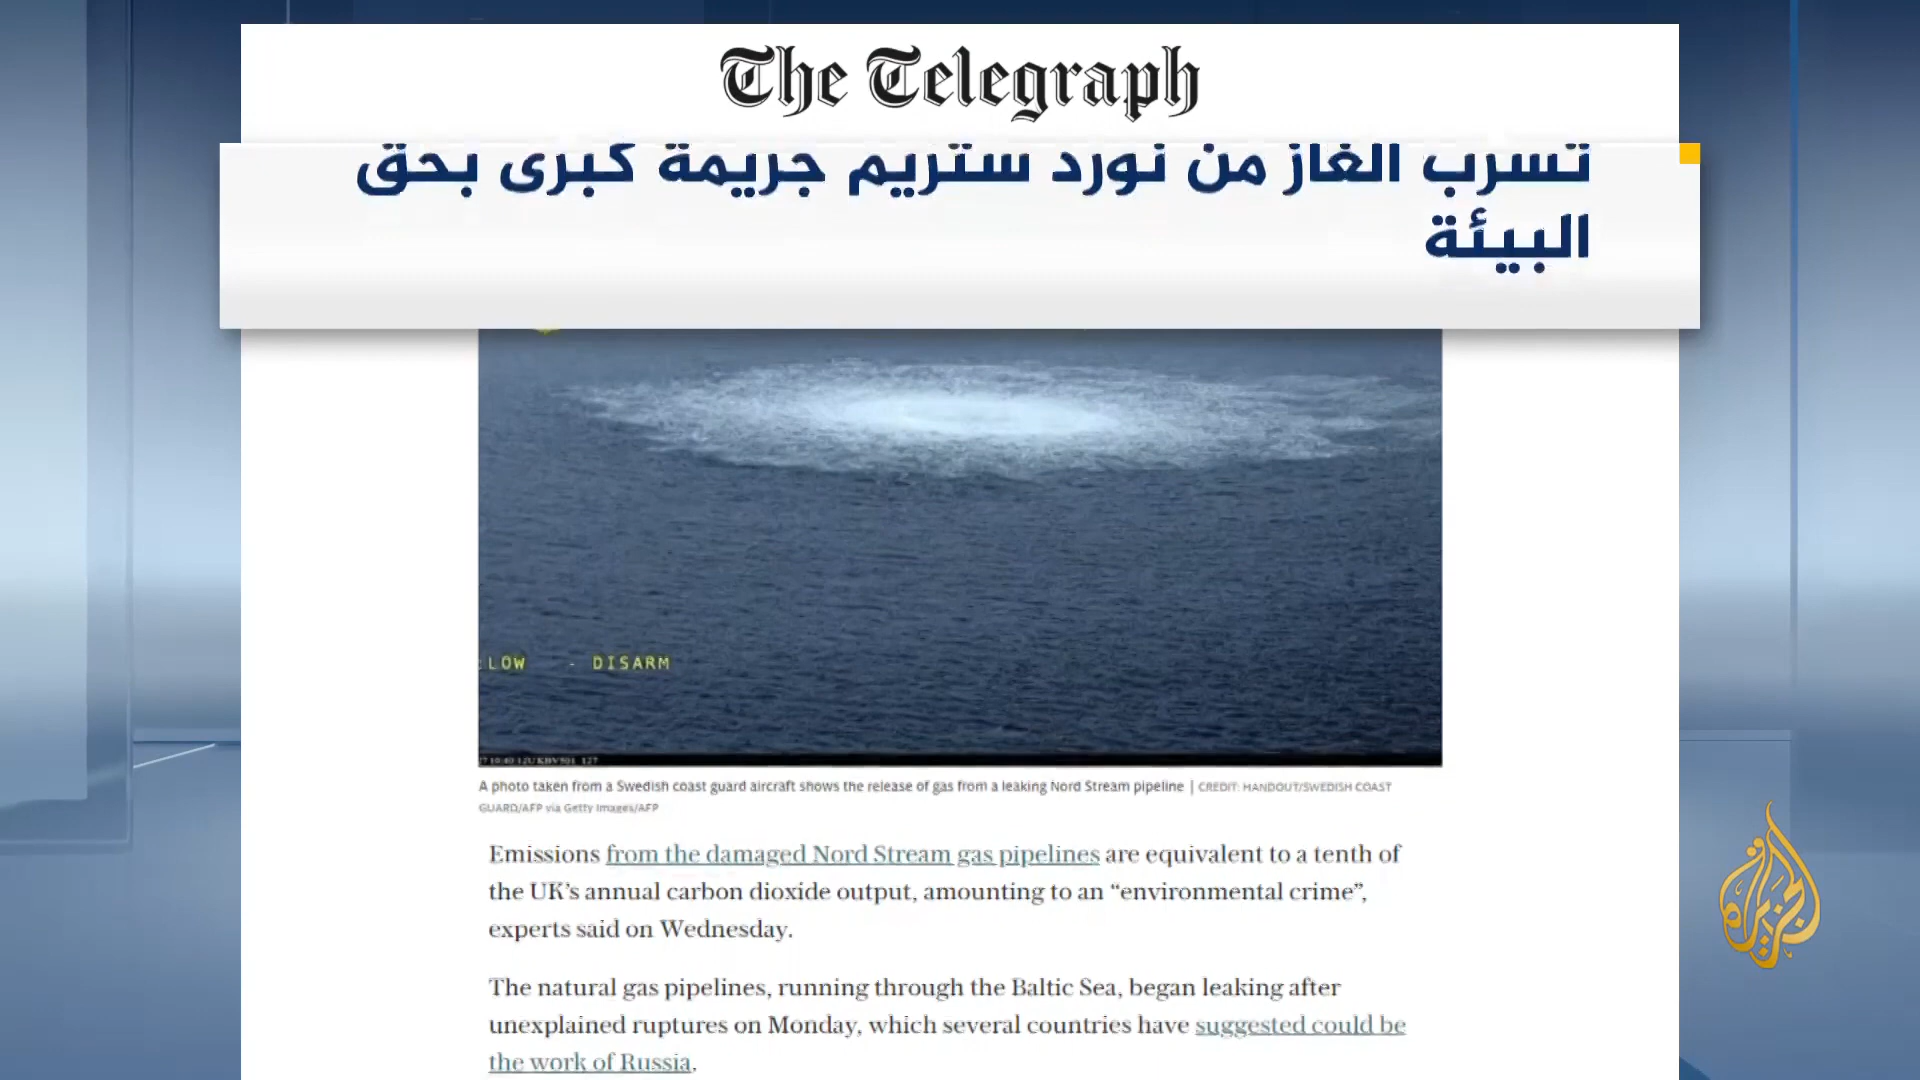 The Telegraph
تسرب الغاز من نورد ستريم جريمة كبرى بحق
البيئة
LOW - DISARM
A photo taken from a Swedish coast guard aircraft shows the release of gas from a leaking Nord Stream pipeline | CREDIT: HANDOUT/SWEDISH COAST
GUARD/AFP via Getty Images/AFP
Emissions from the damaged Nord Stream gas pipelines are equivalent to a tenth of
the UK’s annual carbon dioxide output, amounting to an “environmental crime”,
experts said on Wednesday.
The natural gas pipelines, running through the Baltic Sea, began leaking after
unexplained ruptures on Monday, which several countries have suggested could be
the work of Russia.
الجزيرة